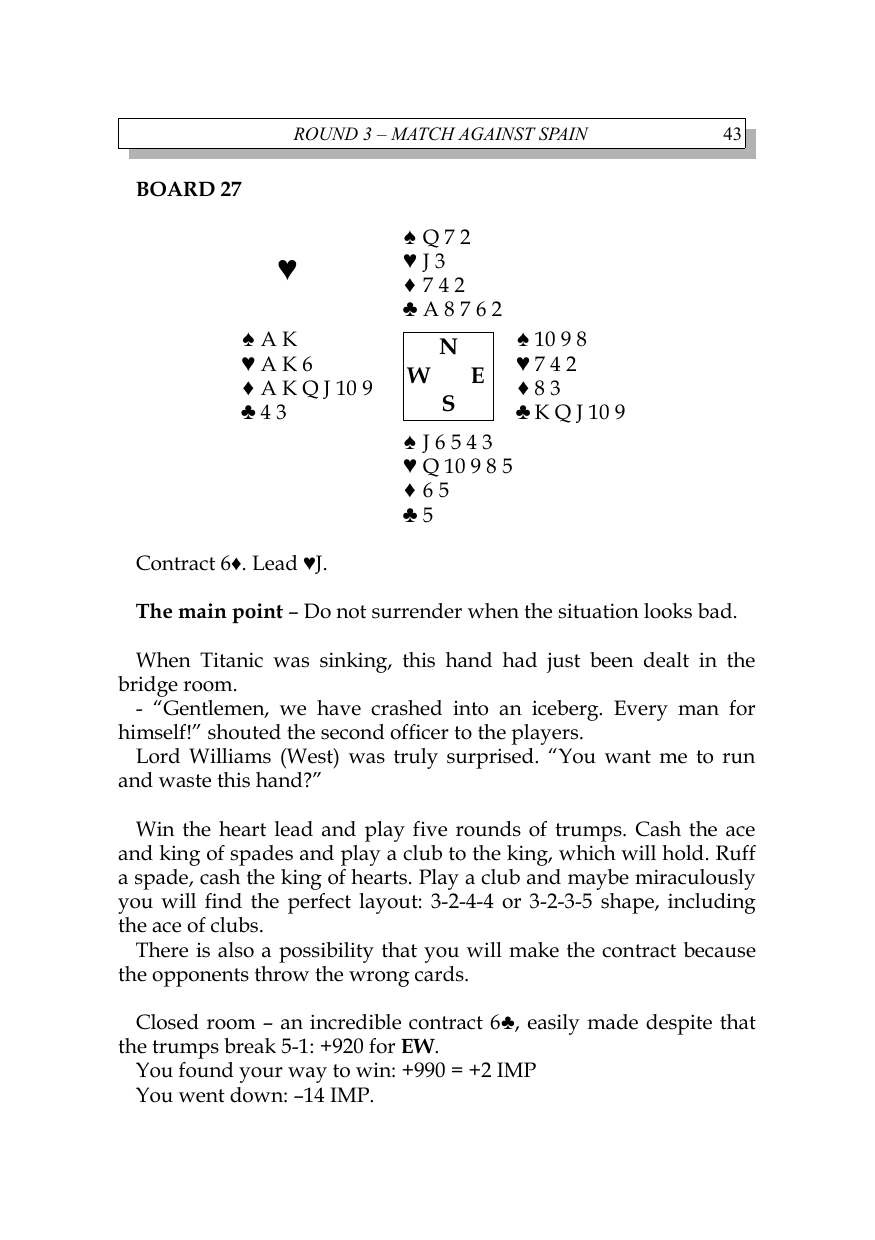 ROUND 3 – MATCH AGAINST SPAIN 43
BOARD 27
♥
♠ Q 7 2
♥ J 3
♦ 7 4 2
♣ A 8 7 6 2
♠ A K
♥ A K 6
♦ A K Q J 10 9
♣ 4 3
N
W E
S
♠ 10 9 8
♥ 7 4 2
♦ 8 3
♣ K Q J 10 9
♠ J 6 5 4 3
♥ Q 10 9 8 5
♦ 6 5
♣ 5
Contract 6♦. Lead ♥J.
The main point – Do not surrender when the situation looks bad.
When Titanic was sinking, this hand had just been dealt in the
bridge room.
- “Gentlemen, we have crashed into an iceberg. Every man for
himself!” shouted the second officer to the players.
Lord Williams (West) was truly surprised. “You want me to run
and waste this hand?”
Win the heart lead and play five rounds of trumps. Cash the ace
and king of spades and play a club to the king, which will hold. Ruff
a spade, cash the king of hearts. Play a club and maybe miraculously
you will find the perfect layout: 3-2-4-4 or 3-2-3-5 shape, including
the ace of clubs.
There is also a possibility that you will make the contract because
the opponents throw the wrong cards.
Closed room – an incredible contract 6♣, easily made despite that
the trumps break 5-1: +920 for EW.
You found your way to win: +990 = +2 IMP
You went down: –14 IMP.